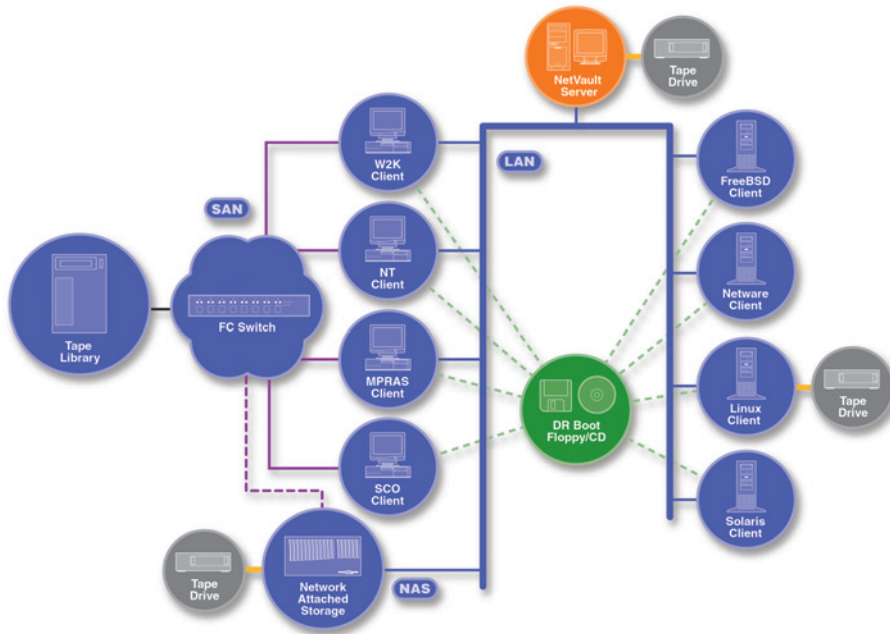 NetVault
Server
Tape
Drive
W2K
Client
LAN
FreeBSD
Client
SAN
NT
Client
Netware
Client
Tape
Library
FC Switch
MPRAS
Client
DR Boot
Floppy/CD
Linux
Client
Tape
Drive
SCO
Client
Solaris
Client
Tape
Drive
Network
Attached
Storage
NAS